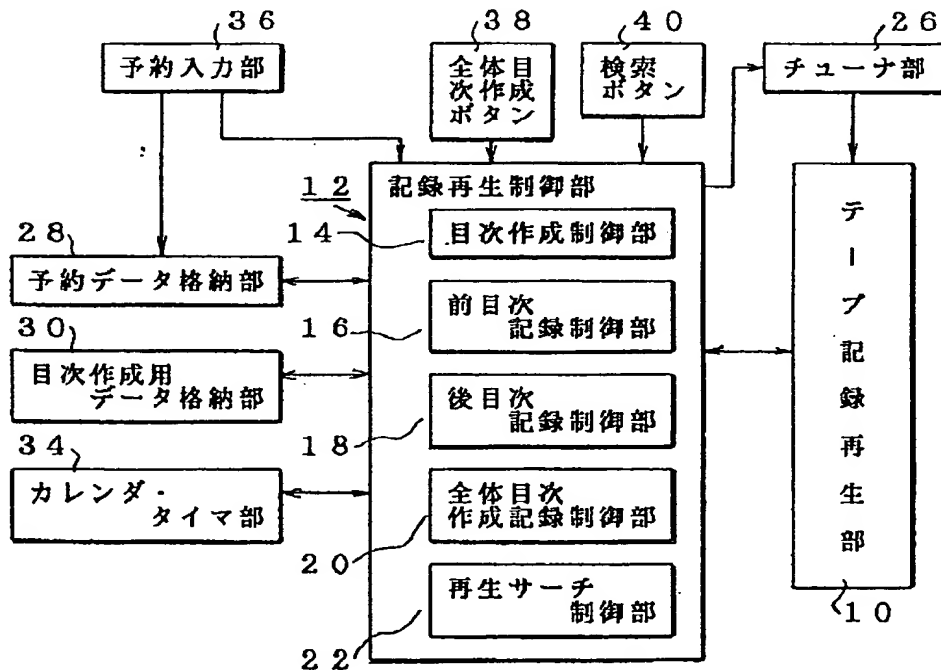 ３６
予約入力部
３８
全体目
次作成
ボタン
４０
検索
ボタン
２６
チューナ部
１２
記録再生制御部
１４
目次作成制御部
２８
予約データ格納部
１６
前目次
記録制御部
３０
目次作成用
データ格納部
１８
後目次
記録制御部
３４
カレンダ・
タイマ部
２０
全体目次
作成記録制御部
２２
再生サーチ
制御部
テープ記録再生部
１０